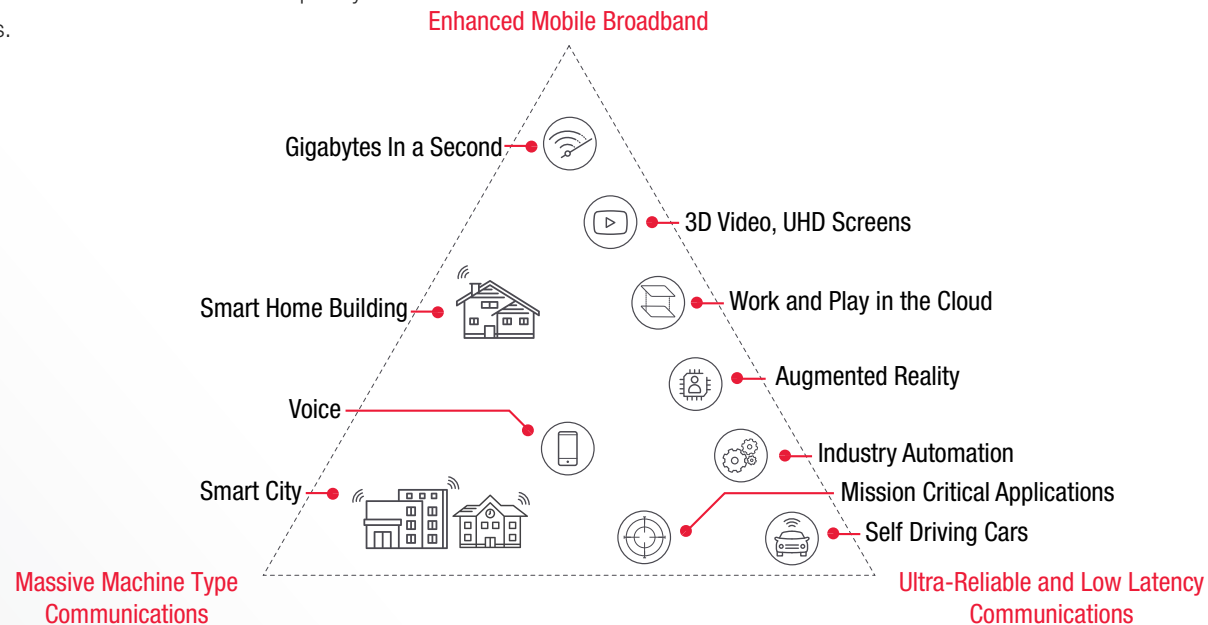 s.
Enhanced Mobile Broadband
Gigabytes In a Second
3D Video, UHD Screens
Smart Home Building
Work and Play in the Cloud
Augmented Reality
Voice
Industry Automation
Smart City
Mission Critical Applications
Self Driving Cars
Massive Machine Type
Communications
Ultra-Reliable and Low Latency
Communications